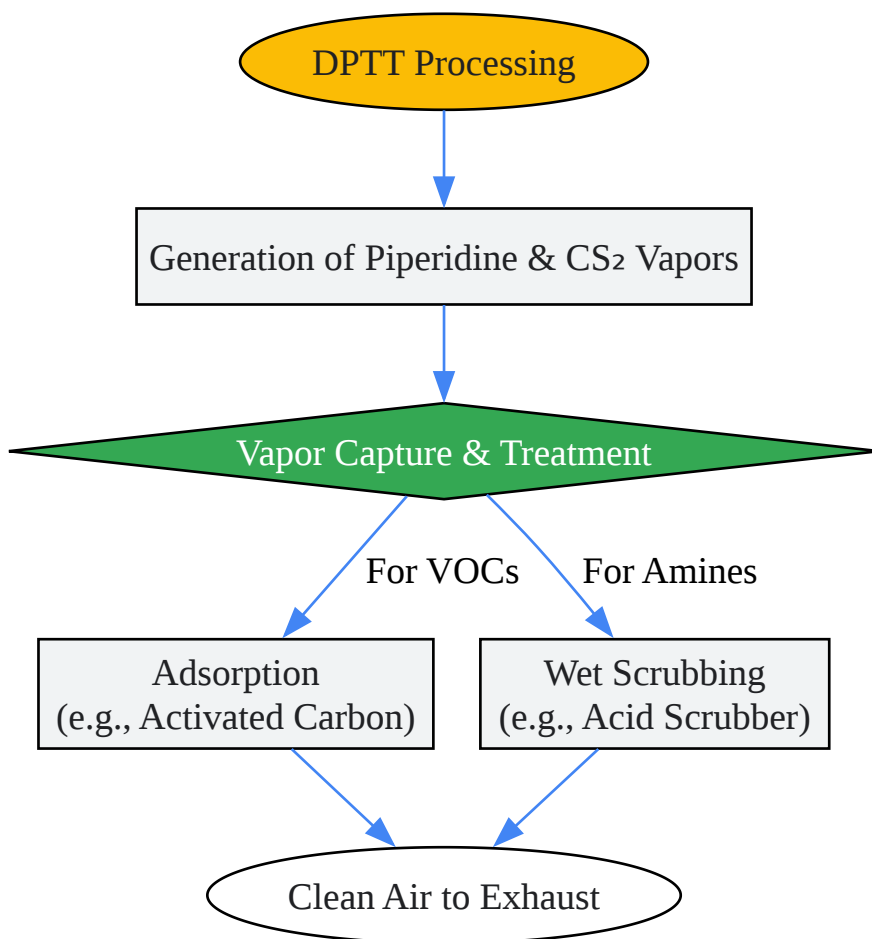 DPTT Processing
Generation of Piperidine & CS₂ Vapors
Vapor Capture & Treatment
For VOCs
For Amines
Adsorption
(e.g., Activated Carbon)
Wet Scrubbing
(e.g., Acid Scrubber)
Clean Air to Exhaust